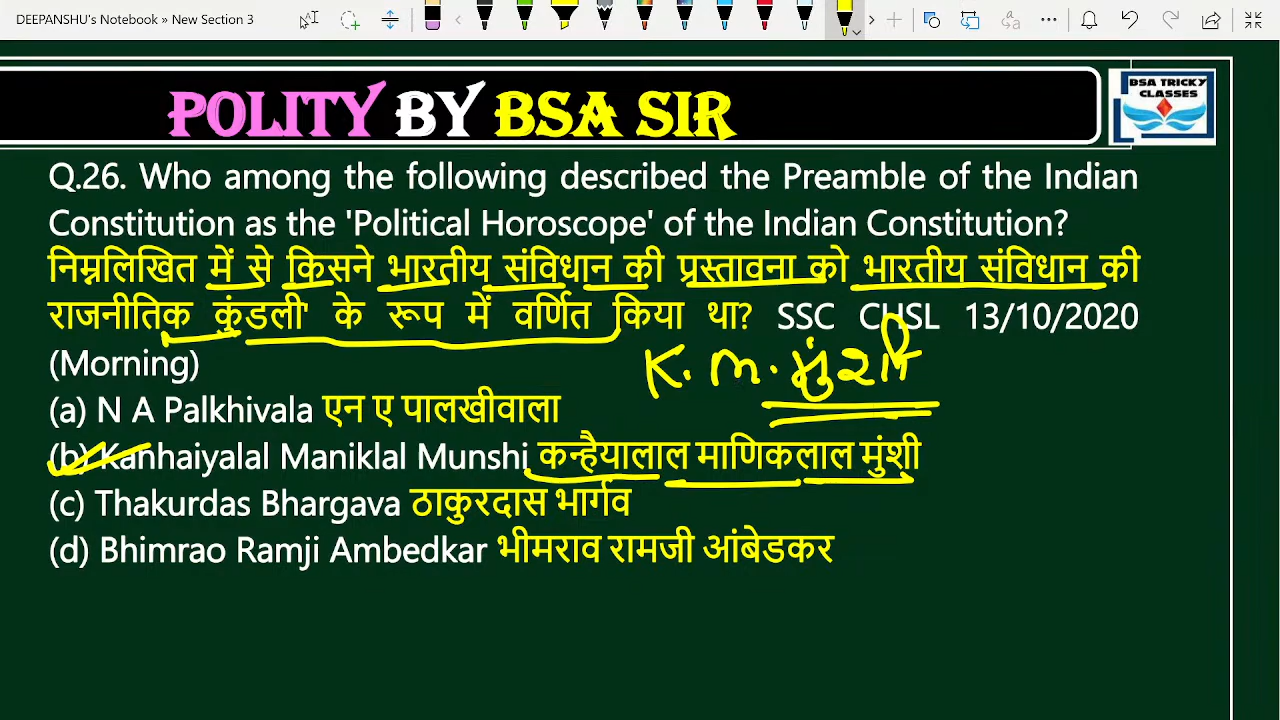 DEEPANSHU's Notebook » New Section 3
POLITY BY BSA SIR
BSA TRICKY
CLASSES
Q.26. Who among the following described the Preamble of the Indian
Constitution as the 'Political Horoscope' of the Indian Constitution?
निम्नलिखित में से किसने भारतीय संविधान की प्रस्तावना को भारतीय संविधान की
राजनीतिक कुंडली' के रूप में वर्णित किया था? SSC CHSL 13/10/2020
(Morning)
K. M. मुंशी
(a) N A Palkhivala एन ए पालखीवाला
(b) Kanhaiyalal Maniklal Munshi कन्हैयालाल माणिकलाल मुंशी
(c) Thakurdas Bhargava ठाकुरदास भार्गव
(d) Bhimrao Ramji Ambedkar भीमराव रामजी आंबेडकर